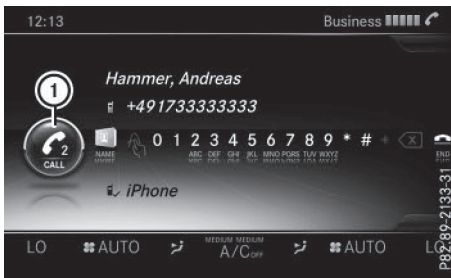 12:13 Business
1
Hammer, Andreas
+491733333333
2 CALL NAME 0 1 2 3 4 5 6 7 8 9 * # + END
ABC DEF GHI JKL MNO PQRS TUV WXYZ
iPhone
MEDIUM MEDIUM
LO AUTO A/C OFF AUTO LO
P82.89-2133-31